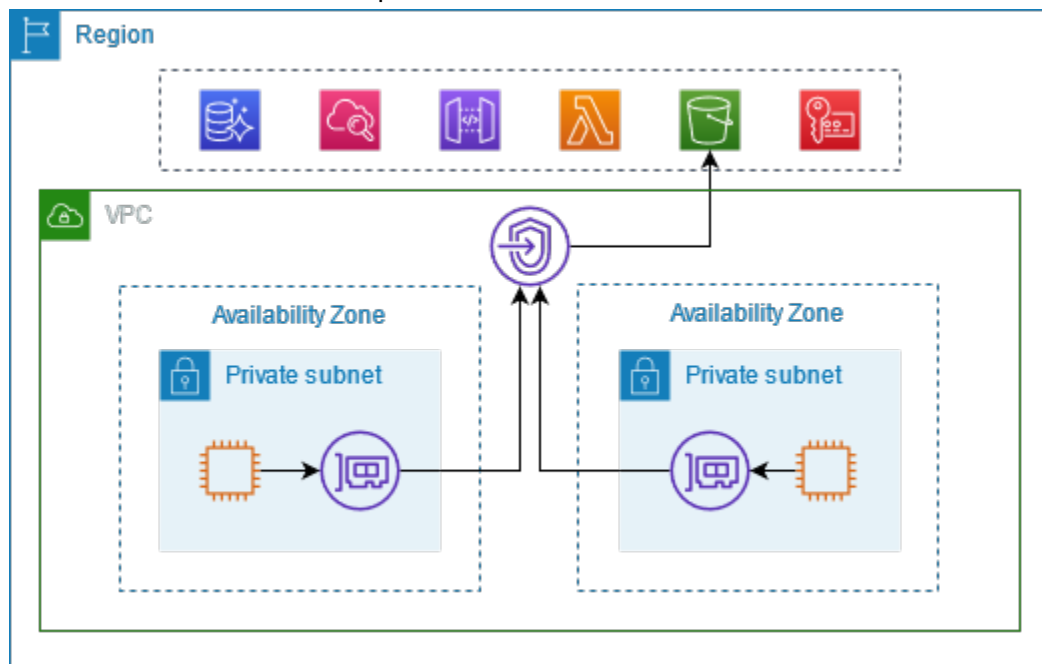 Region
VPC
Availability Zone
Availability Zone
Private subnet
Private subnet